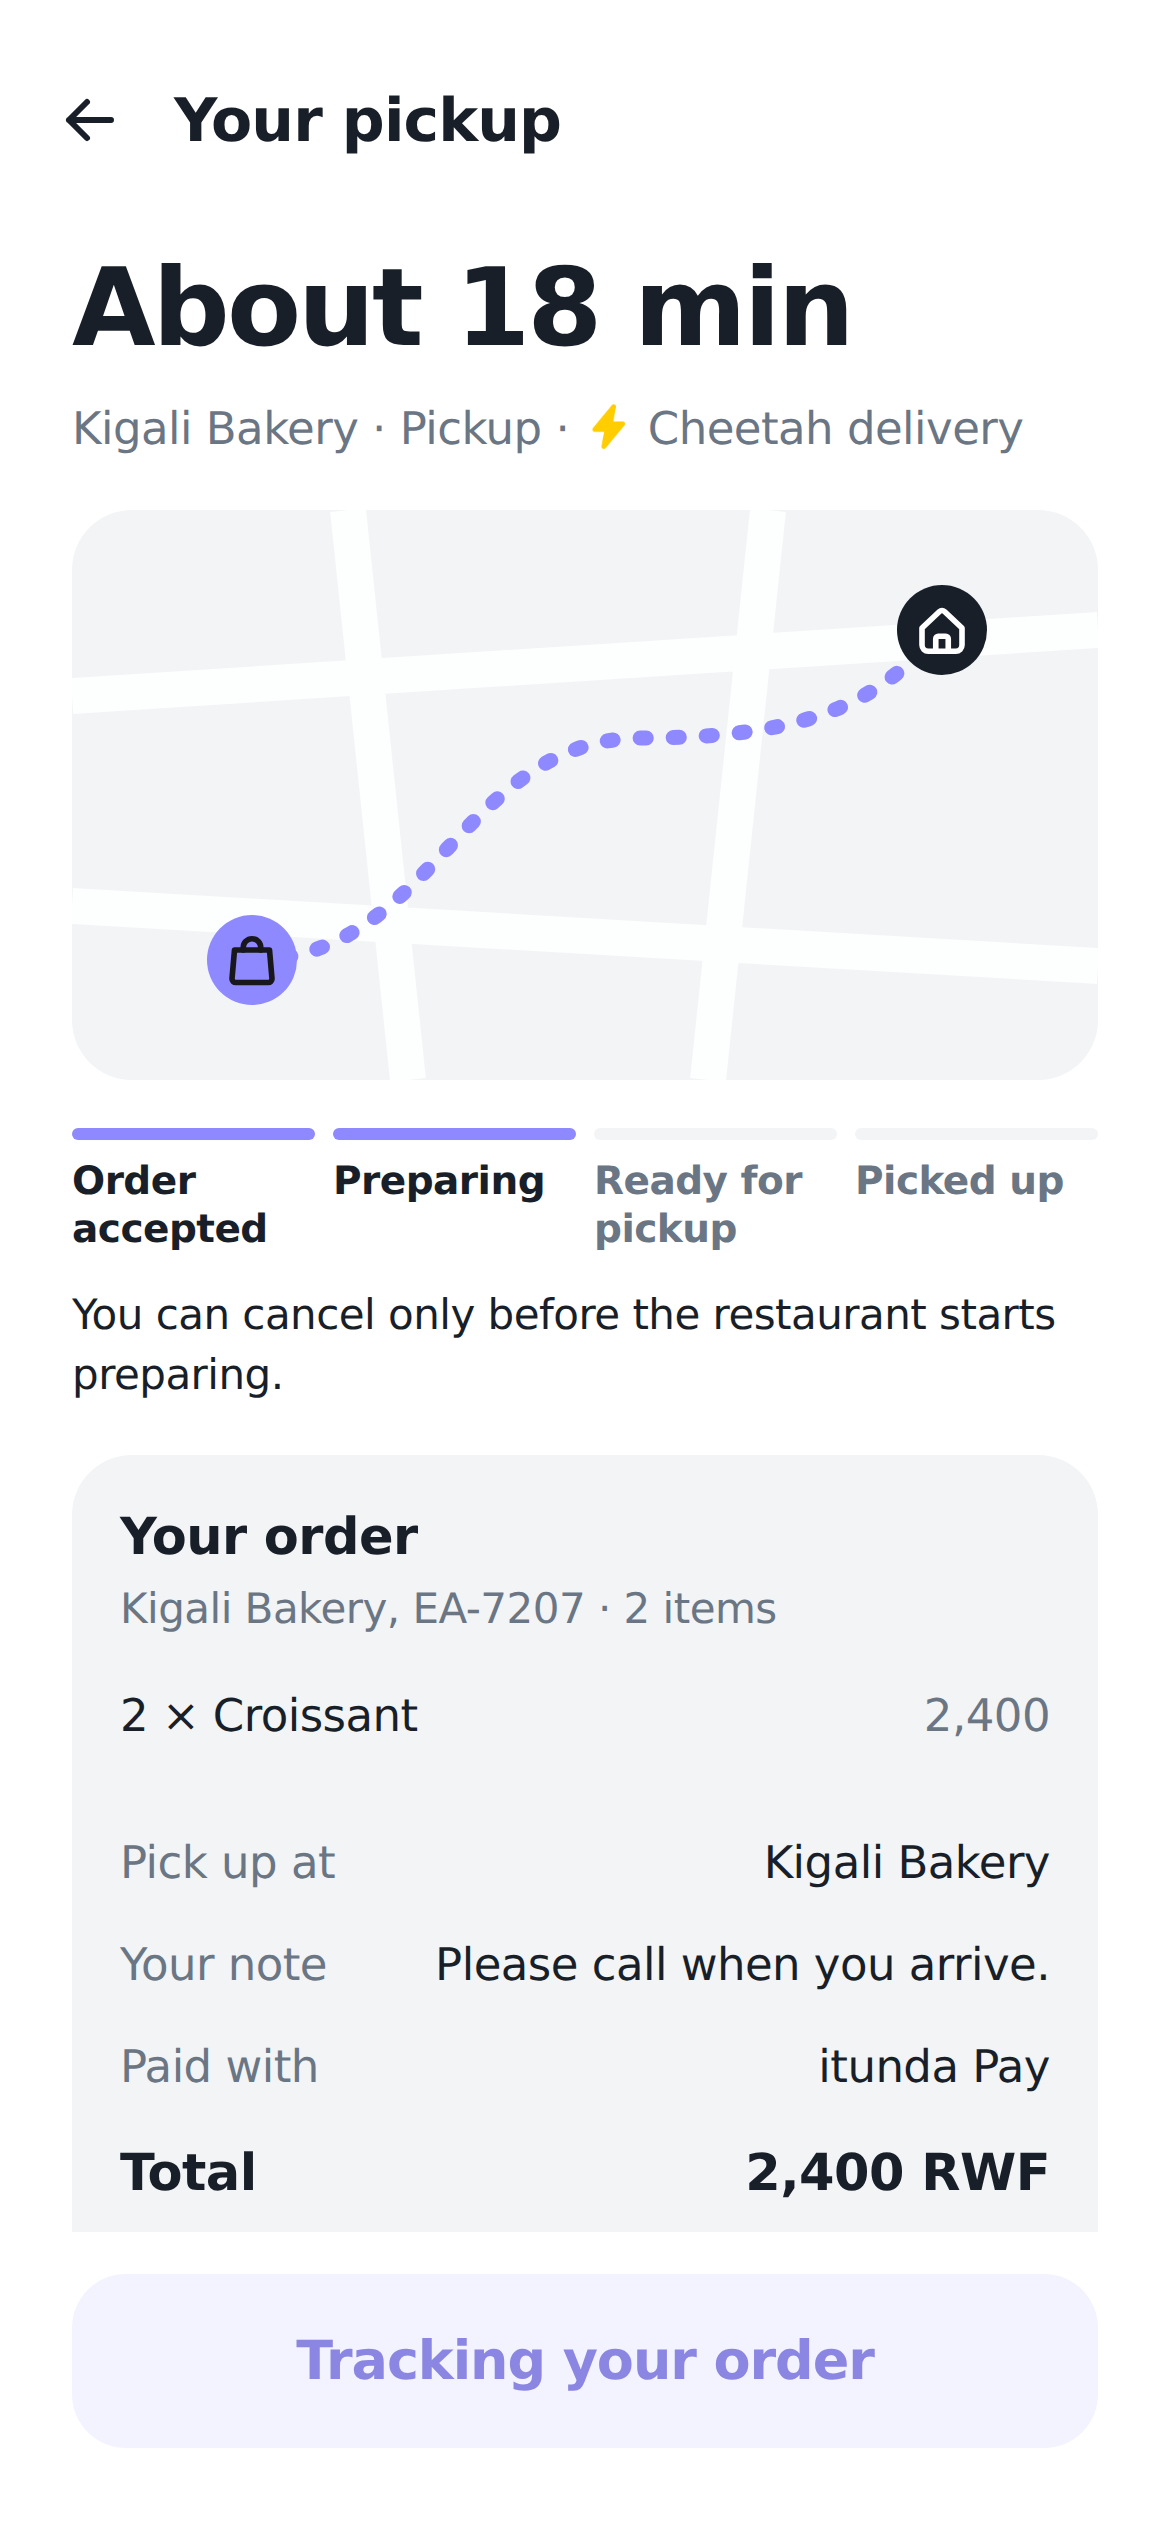 Your pickup
About 18 min
Kigali Bakery · Pickup · Cheetah delivery
Order accepted
Preparing
Ready for pickup
Picked up
You can cancel only before the restaurant starts
preparing.
Your order
Kigali Bakery, EA-7207 · 2 items
2 × Croissant 2,400
Pick up at Kigali Bakery
Your note Please call when you arrive.
Paid with itunda Pay
Total 2,400 RWF
Tracking your order